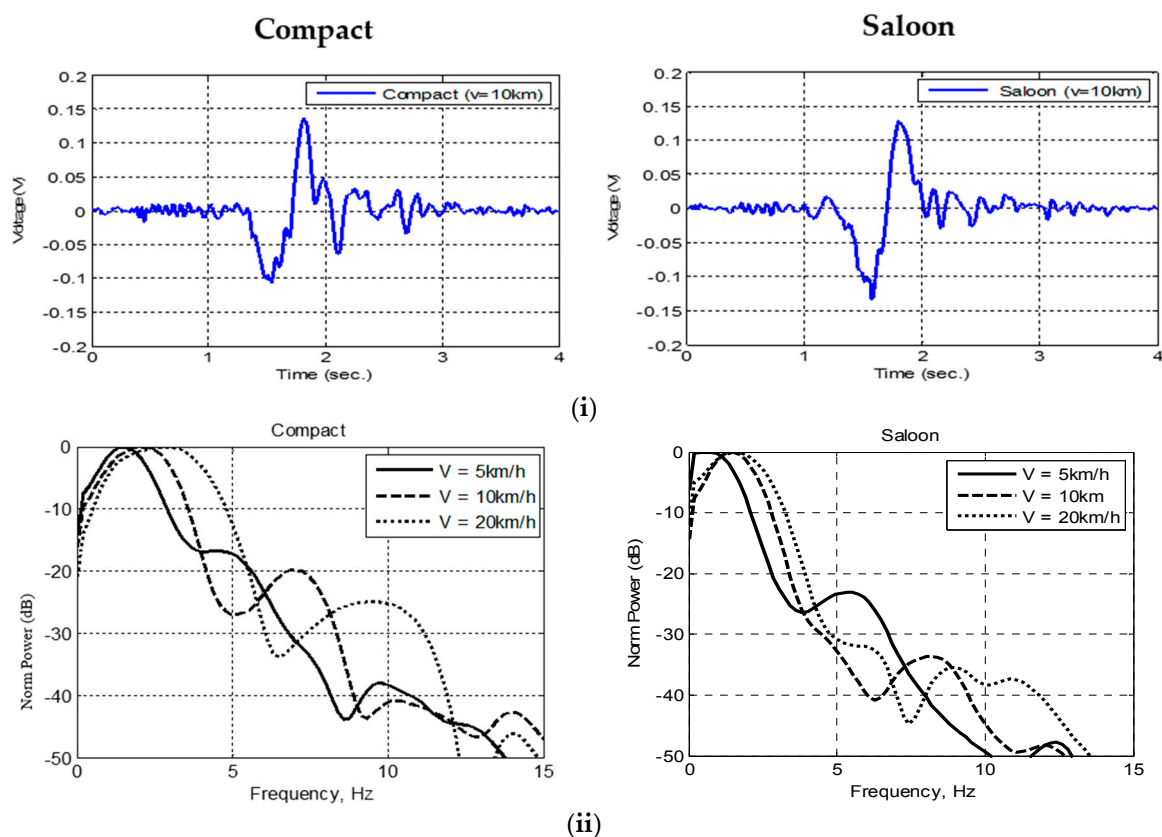 Compact
Saloon
0.2
0.15
0.1
0.05
0
-0.05
-0.1
-0.15
-0.2
Voltage (V)
Compact (v=10km)
0 1 2 3 4
Time (sec.)
0.2
0.15
0.1
0.05
0
-0.05
-0.1
-0.15
-0.2
Voltage (V)
Saloon (v=10km)
0 1 2 3 4
Time (sec.)
(i)
Compact
0
-10
-20
-30
-40
-50
Norm Power (dB)
V = 5km/h
V = 10km/h
V = 20km/h
0 5 10 15
Frequency, Hz
Saloon
0
-10
-20
-30
-40
-50
Norm Power (dB)
V = 5km/h
V = 10km
V = 20km/h
0 5 10 15
Frequency, Hz
(ii)